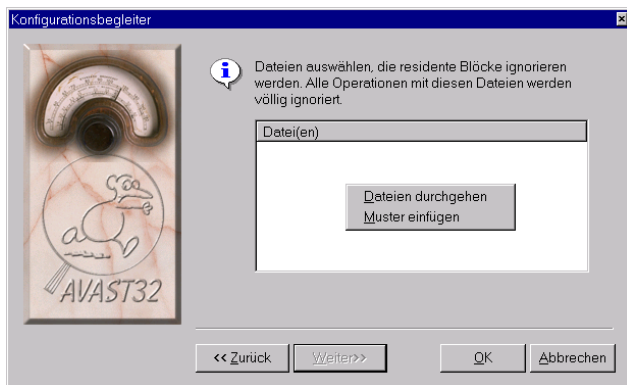 Konfigurationsbegleiter
Dateien auswählen, die residente Blöcke ignorieren
werden. Alle Operationen mit diesen Dateien werden
völlig ignoriert.
Datei(en)
Dateien durchgehen
Muster einfügen
AVAST32
<< Zurück
Weiter>>
OK
Abbrechen